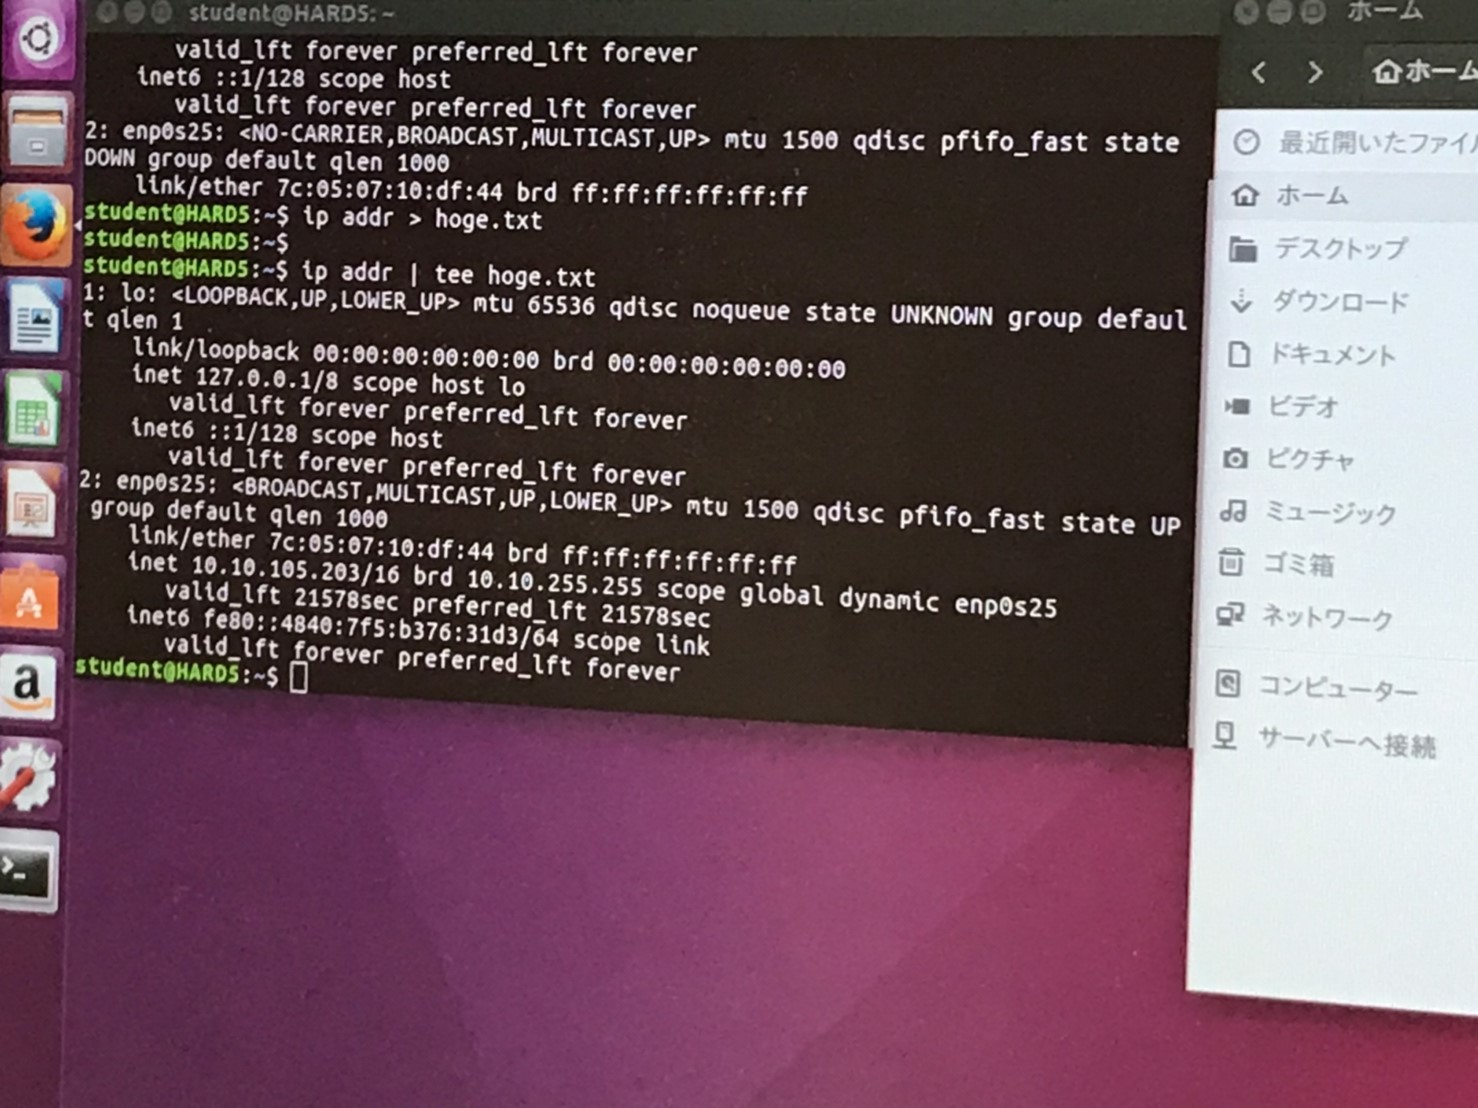 student@HARD5: ~
valid_lft forever preferred_lft forever
inet6 ::1/128 scope host
valid_lft forever preferred_lft forever
2: enp0s25: <NO-CARRIER,BROADCAST,MULTICAST,UP> mtu 1500 qdisc pfifo_fast state
DOWN group default qlen 1000
link/ether 7c:05:07:10:df:44 brd ff:ff:ff:ff:ff:ff
student@HARD5:~$ ip addr > hoge.txt
student@HARD5:~$
student@HARD5:~$ ip addr | tee hoge.txt
1: lo: <LOOPBACK,UP,LOWER_UP> mtu 65536 qdisc noqueue state UNKNOWN group defaul
t qlen 1
link/loopback 00:00:00:00:00:00 brd 00:00:00:00:00:00
inet 127.0.0.1/8 scope host lo
valid_lft forever preferred_lft forever
inet6 ::1/128 scope host
valid_lft forever preferred_lft forever
2: enp0s25: <BROADCAST,MULTICAST,UP,LOWER_UP> mtu 1500 qdisc pfifo_fast state UP
group default qlen 1000
link/ether 7c:05:07:10:df:44 brd ff:ff:ff:ff:ff:ff
inet 10.10.105.203/16 brd 10.10.255.255 scope global dynamic enp0s25
valid_lft 21578sec preferred_lft 21578sec
inet6 fe80::4840:7f5:b376:31d3/64 scope link
valid_lft forever preferred_lft forever
student@HARD5:~$
ホーム
ホーム
最近開いたファイル
ホーム
デスクトップ
ダウンロード
ドキュメント
ビデオ
ピクチャ
ミュージック
ゴミ箱
ネットワーク
コンピューター
サーバーへ接続
a